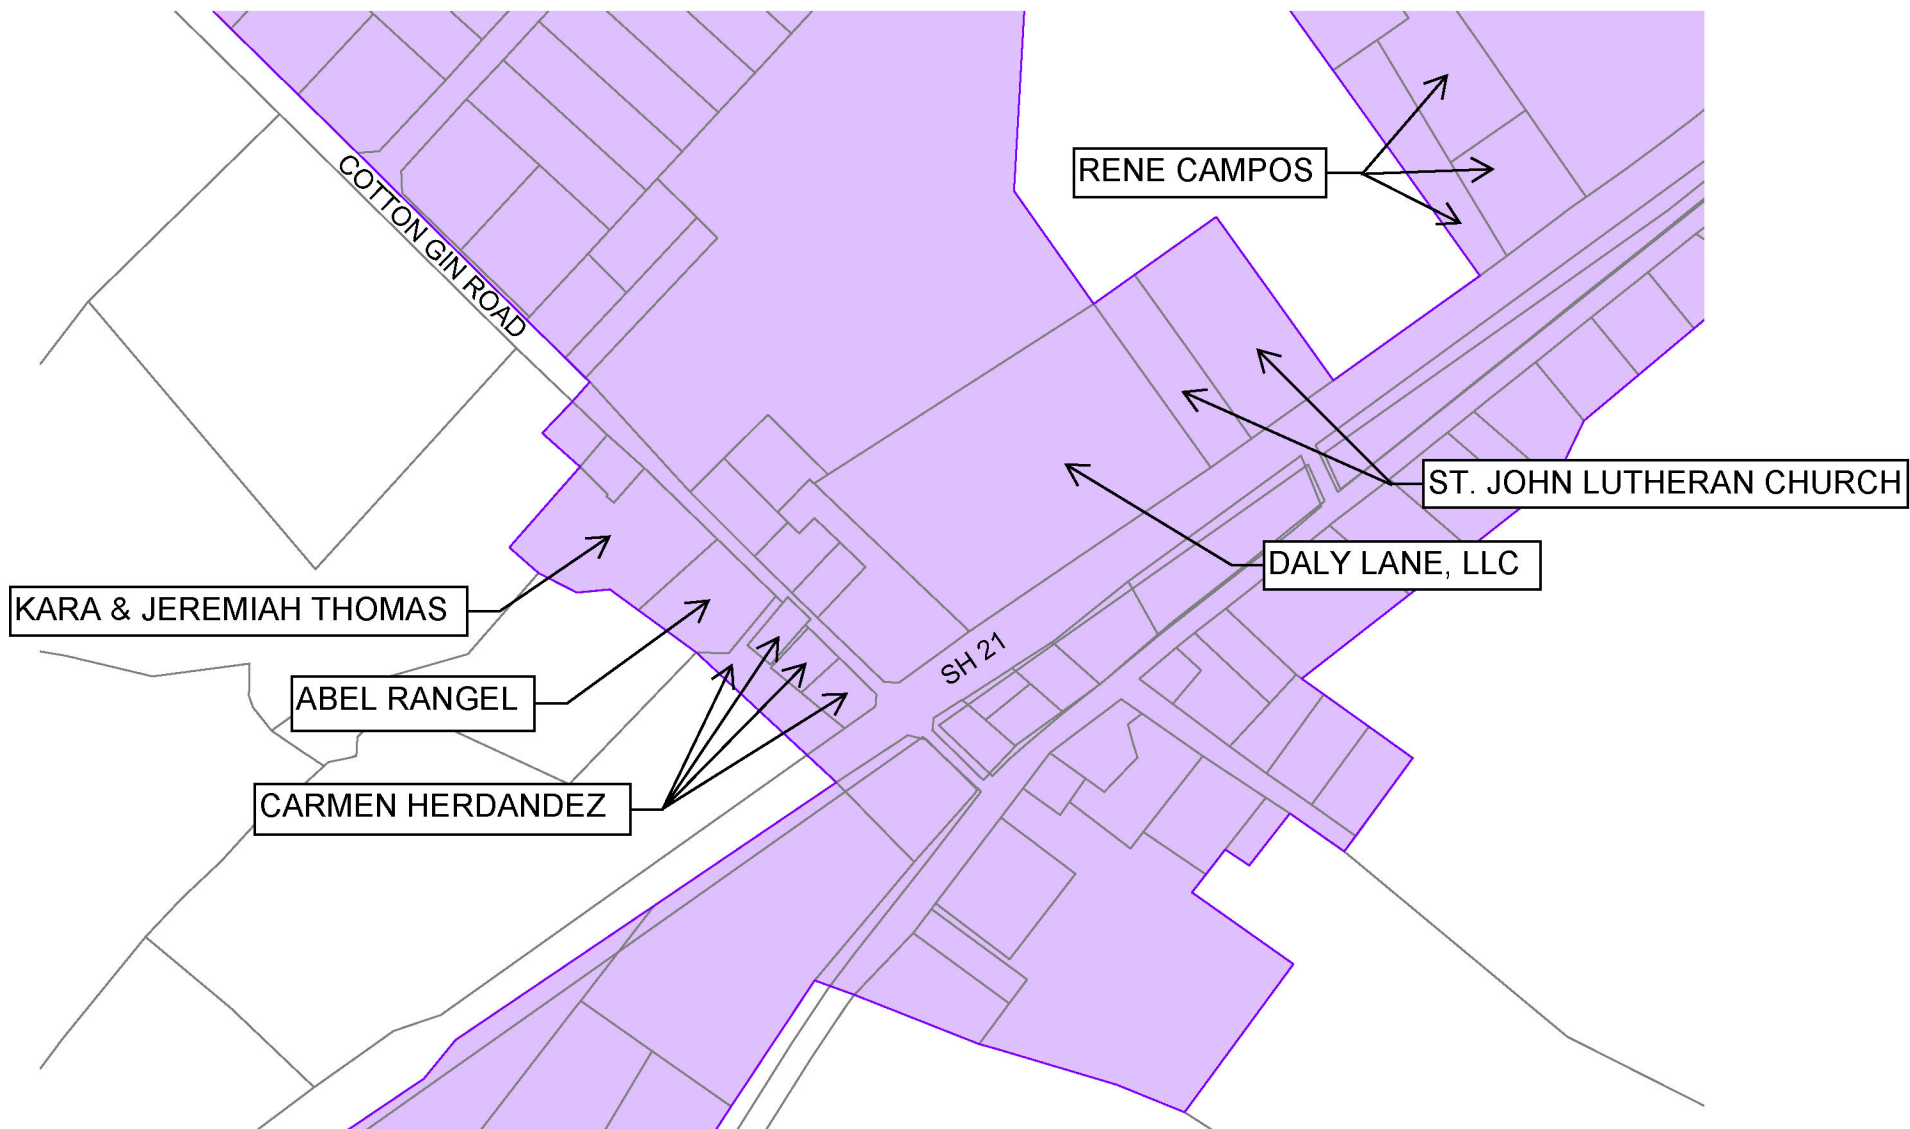 RENE CAMPOS
COTTON GIN ROAD
ST. JOHN LUTHERAN CHURCH
DALY LANE, LLC
KARA & JEREMIAH THOMAS
SH 21
ABEL RANGEL
CARMEN HERDANDEZ